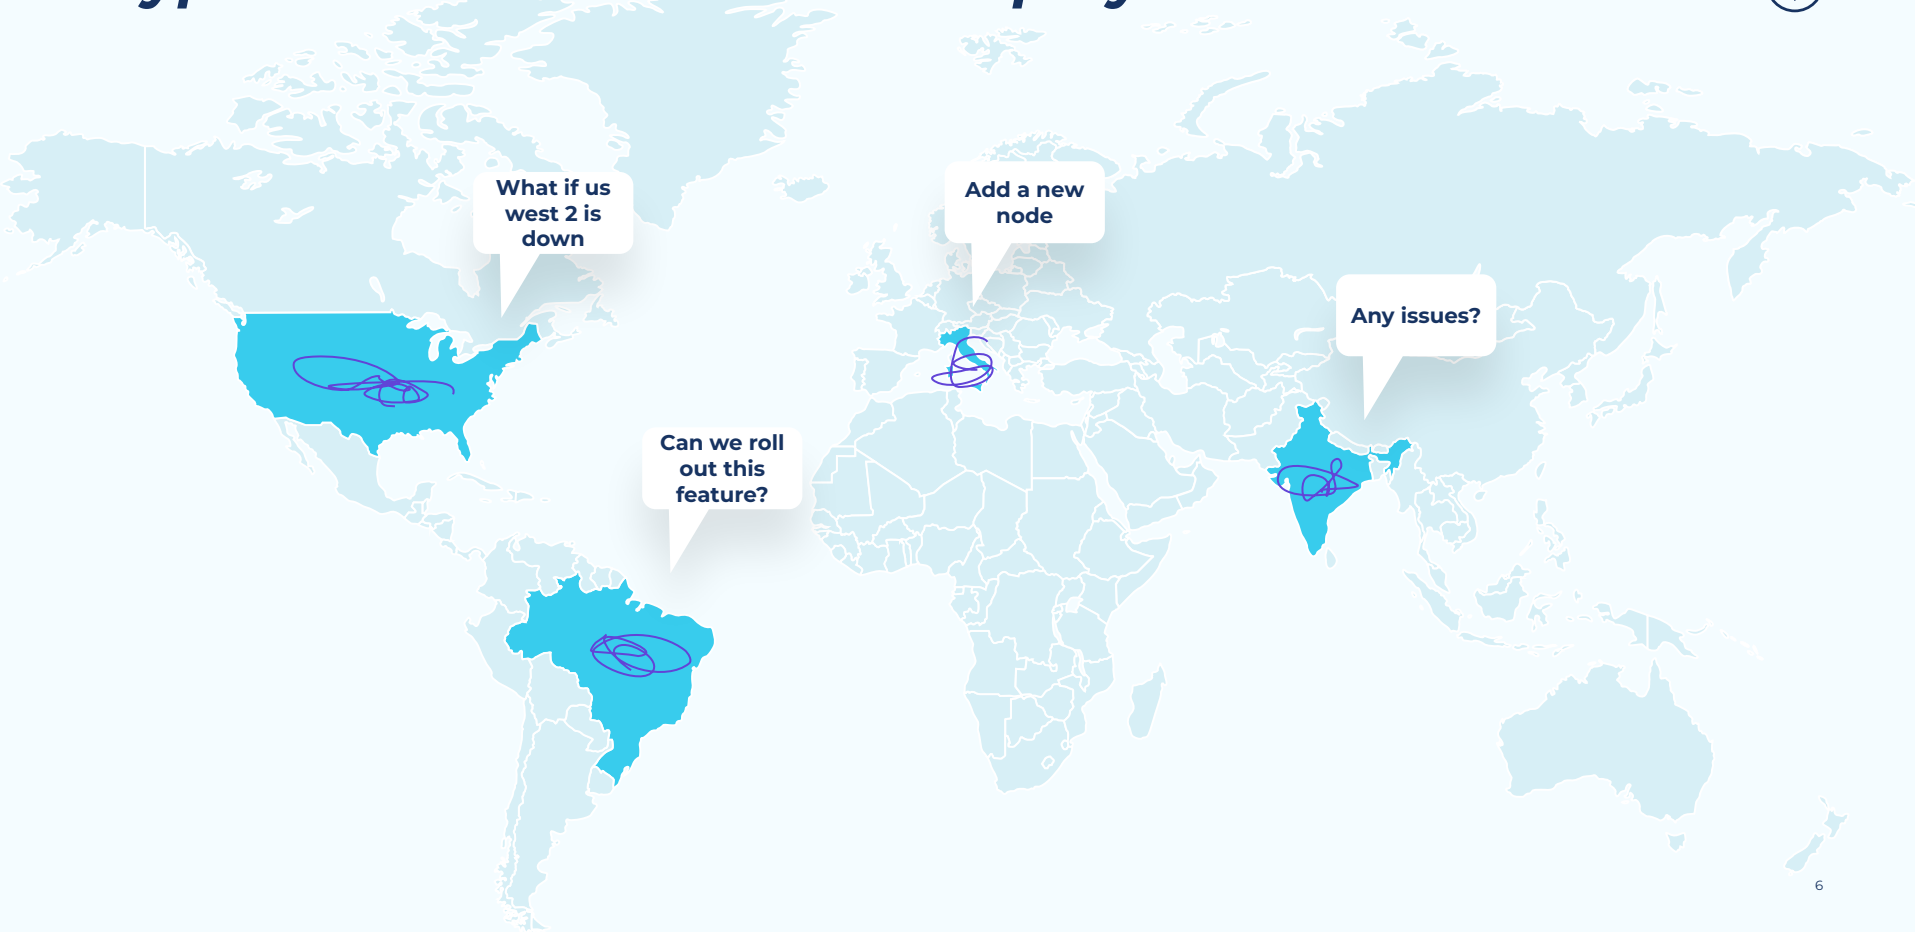 What if us
west 2 is
down
Add a new
node
Any issues?
Can we roll
out this
feature?
6